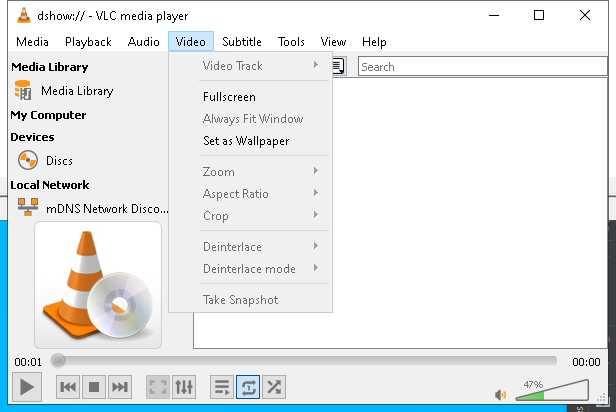 dshow:// - VLC media player
Media Playback Audio Video Subtitle Tools View Help
Media Library
Media Library
My Computer
Devices
Discs
Local Network
mDNS Network Disco...
Video Track
Fullscreen
Always Fit Window
Set as Wallpaper
Zoom
Aspect Ratio
Crop
Deinterlace
Deinterlace mode
Take Snapshot
Search
00:01
00:00
47%